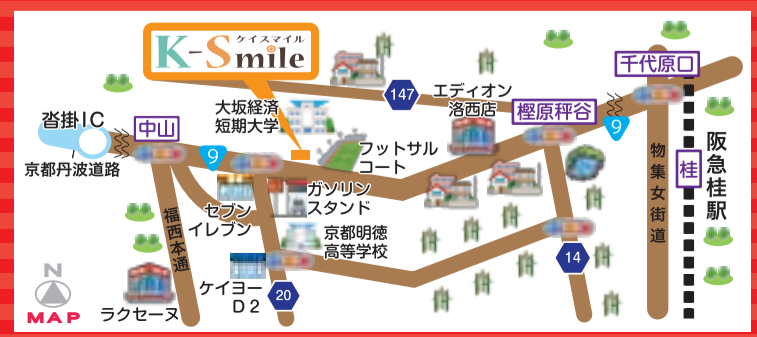 ケイスマイル
K-Smile
千代原口
147
エディオン
洛西店
大坂経済
短期大学
樫原秤谷
9
沓掛IC
中山
9
フットサル
コート
京都丹波道路
阪急桂駅
桂
物集女街道
ガソリン
スタンド
セブン
イレブン
福西本通
京都明徳
高等学校
14
ケイヨー
D2
20
ラクセーヌ
N
MAP